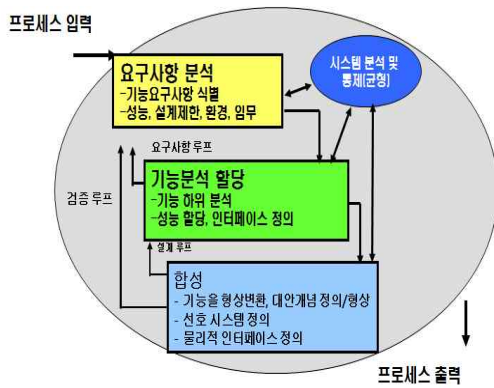 프로세스 입력
요구사항 분석
-기능요구사항 식별
-성능, 설계제한, 환경, 임무
시스템 분석 및
통제(균형)
요구사항 루프
기능분석 할당
-기능 하위 분석
-성능 할당, 인터페이스 정의
검증 루프
설계 루프
합성
- 기능을 형상변환, 대안개념 정의/형상
- 선호 시스템 정의
- 물리적 인터페이스 정의
프로세스 출력